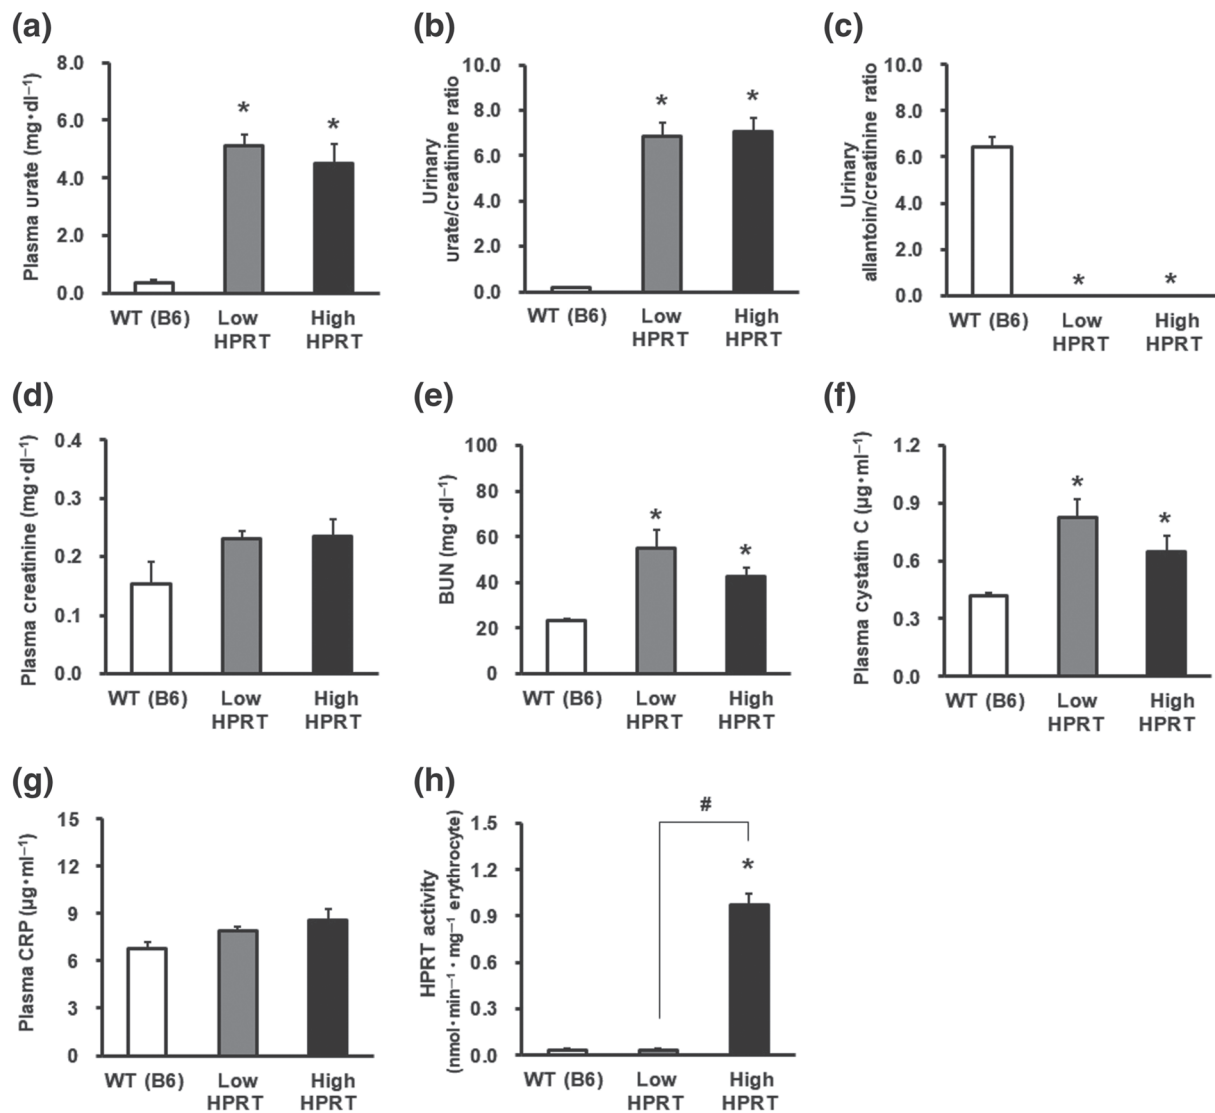 (a)
Plasma urate (mg·dl⁻¹)
8.0
6.0
4.0
2.0
0.0
*
*
WT (B6)
Low
HPRT
High
HPRT
(b)
Urinary
urate/creatinine ratio
10.0
8.0
6.0
4.0
2.0
0.0
*
*
WT (B6)
Low
HPRT
High
HPRT
(c)
Urinary
allantoin/creatinine ratio
10.0
8.0
6.0
4.0
2.0
0.0
*
*
WT (B6)
Low
HPRT
High
HPRT
(d)
Plasma creatinine (mg·dl⁻¹)
0.4
0.3
0.2
0.1
0.0
WT (B6)
Low
HPRT
High
HPRT
(e)
BUN (mg·dl⁻¹)
100
80
60
40
20
0
*
*
WT (B6)
Low
HPRT
High
HPRT
(f)
Plasma Cystatin C (μg·ml⁻¹)
1.2
0.9
0.6
0.3
0.0
*
*
WT (B6)
Low
HPRT
High
HPRT
(g)
Plasma CRP (μg·ml⁻¹)
15
12
9
6
3
0
WT (B6)
Low
HPRT
High
HPRT
(h)
HPRT activity
(nmol·min⁻¹·mg⁻¹ erythrocyte)
1.5
1.2
0.9
0.6
0.3
0.0
#
*
WT (B6)
Low
HPRT
High
HPRT